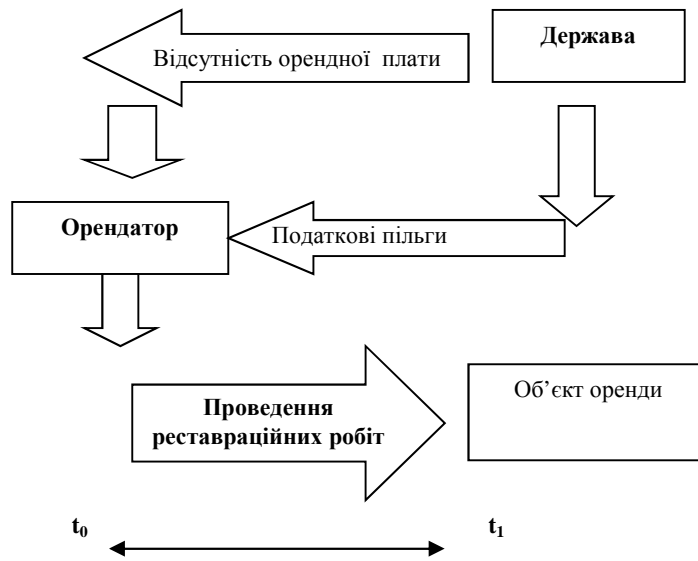 Відсутність орендної плати
Держава
Орендатор
Податкові пільги
Проведення
реставраційних робіт
Об’єкт оренди
t₀
t₁